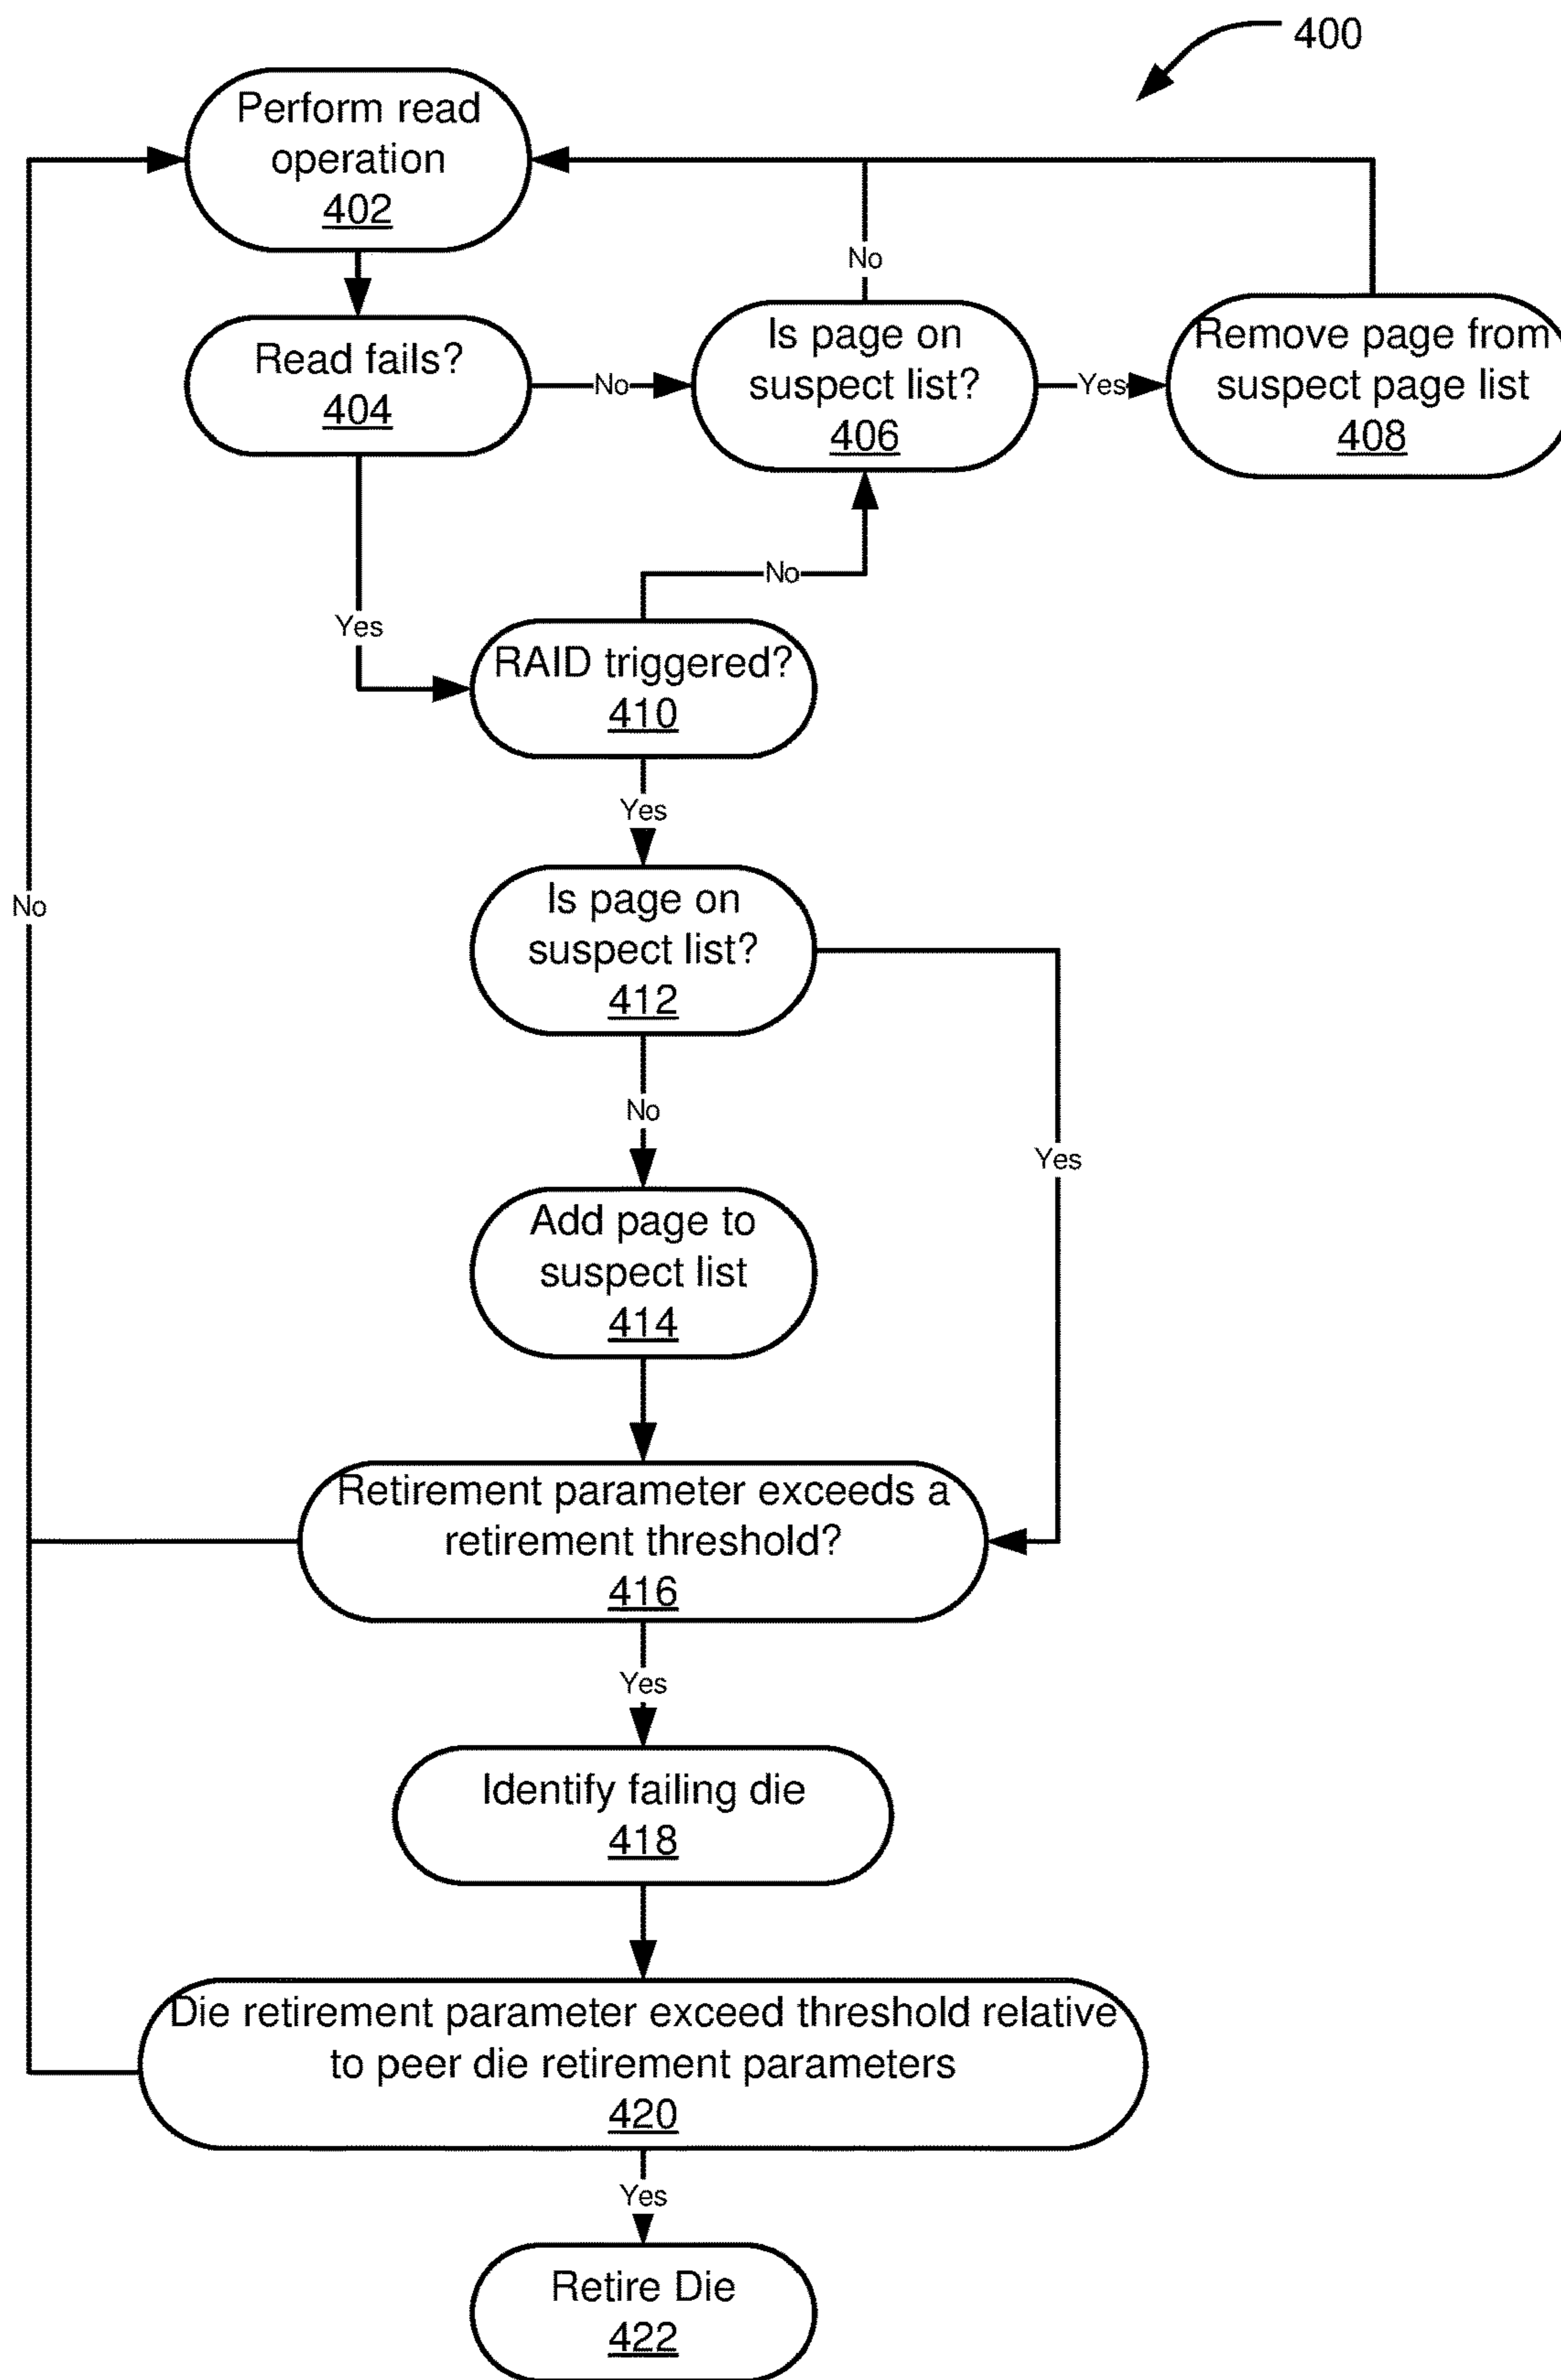 400
Perform read
operation
402
No
Read fails?
404
No
Is page on
suspect list?
406
Yes
Remove page from
suspect page list
408
No
Yes
RAID triggered?
410
Yes
No
Is page on
suspect list?
412
No
Yes
Add page to
suspect list
414
Retirement parameter exceeds a
retirement threshold?
416
Yes
Identify failing die
418
Die retirement parameter exceed threshold relative
to peer die retirement parameters
420
Yes
Retire Die
422